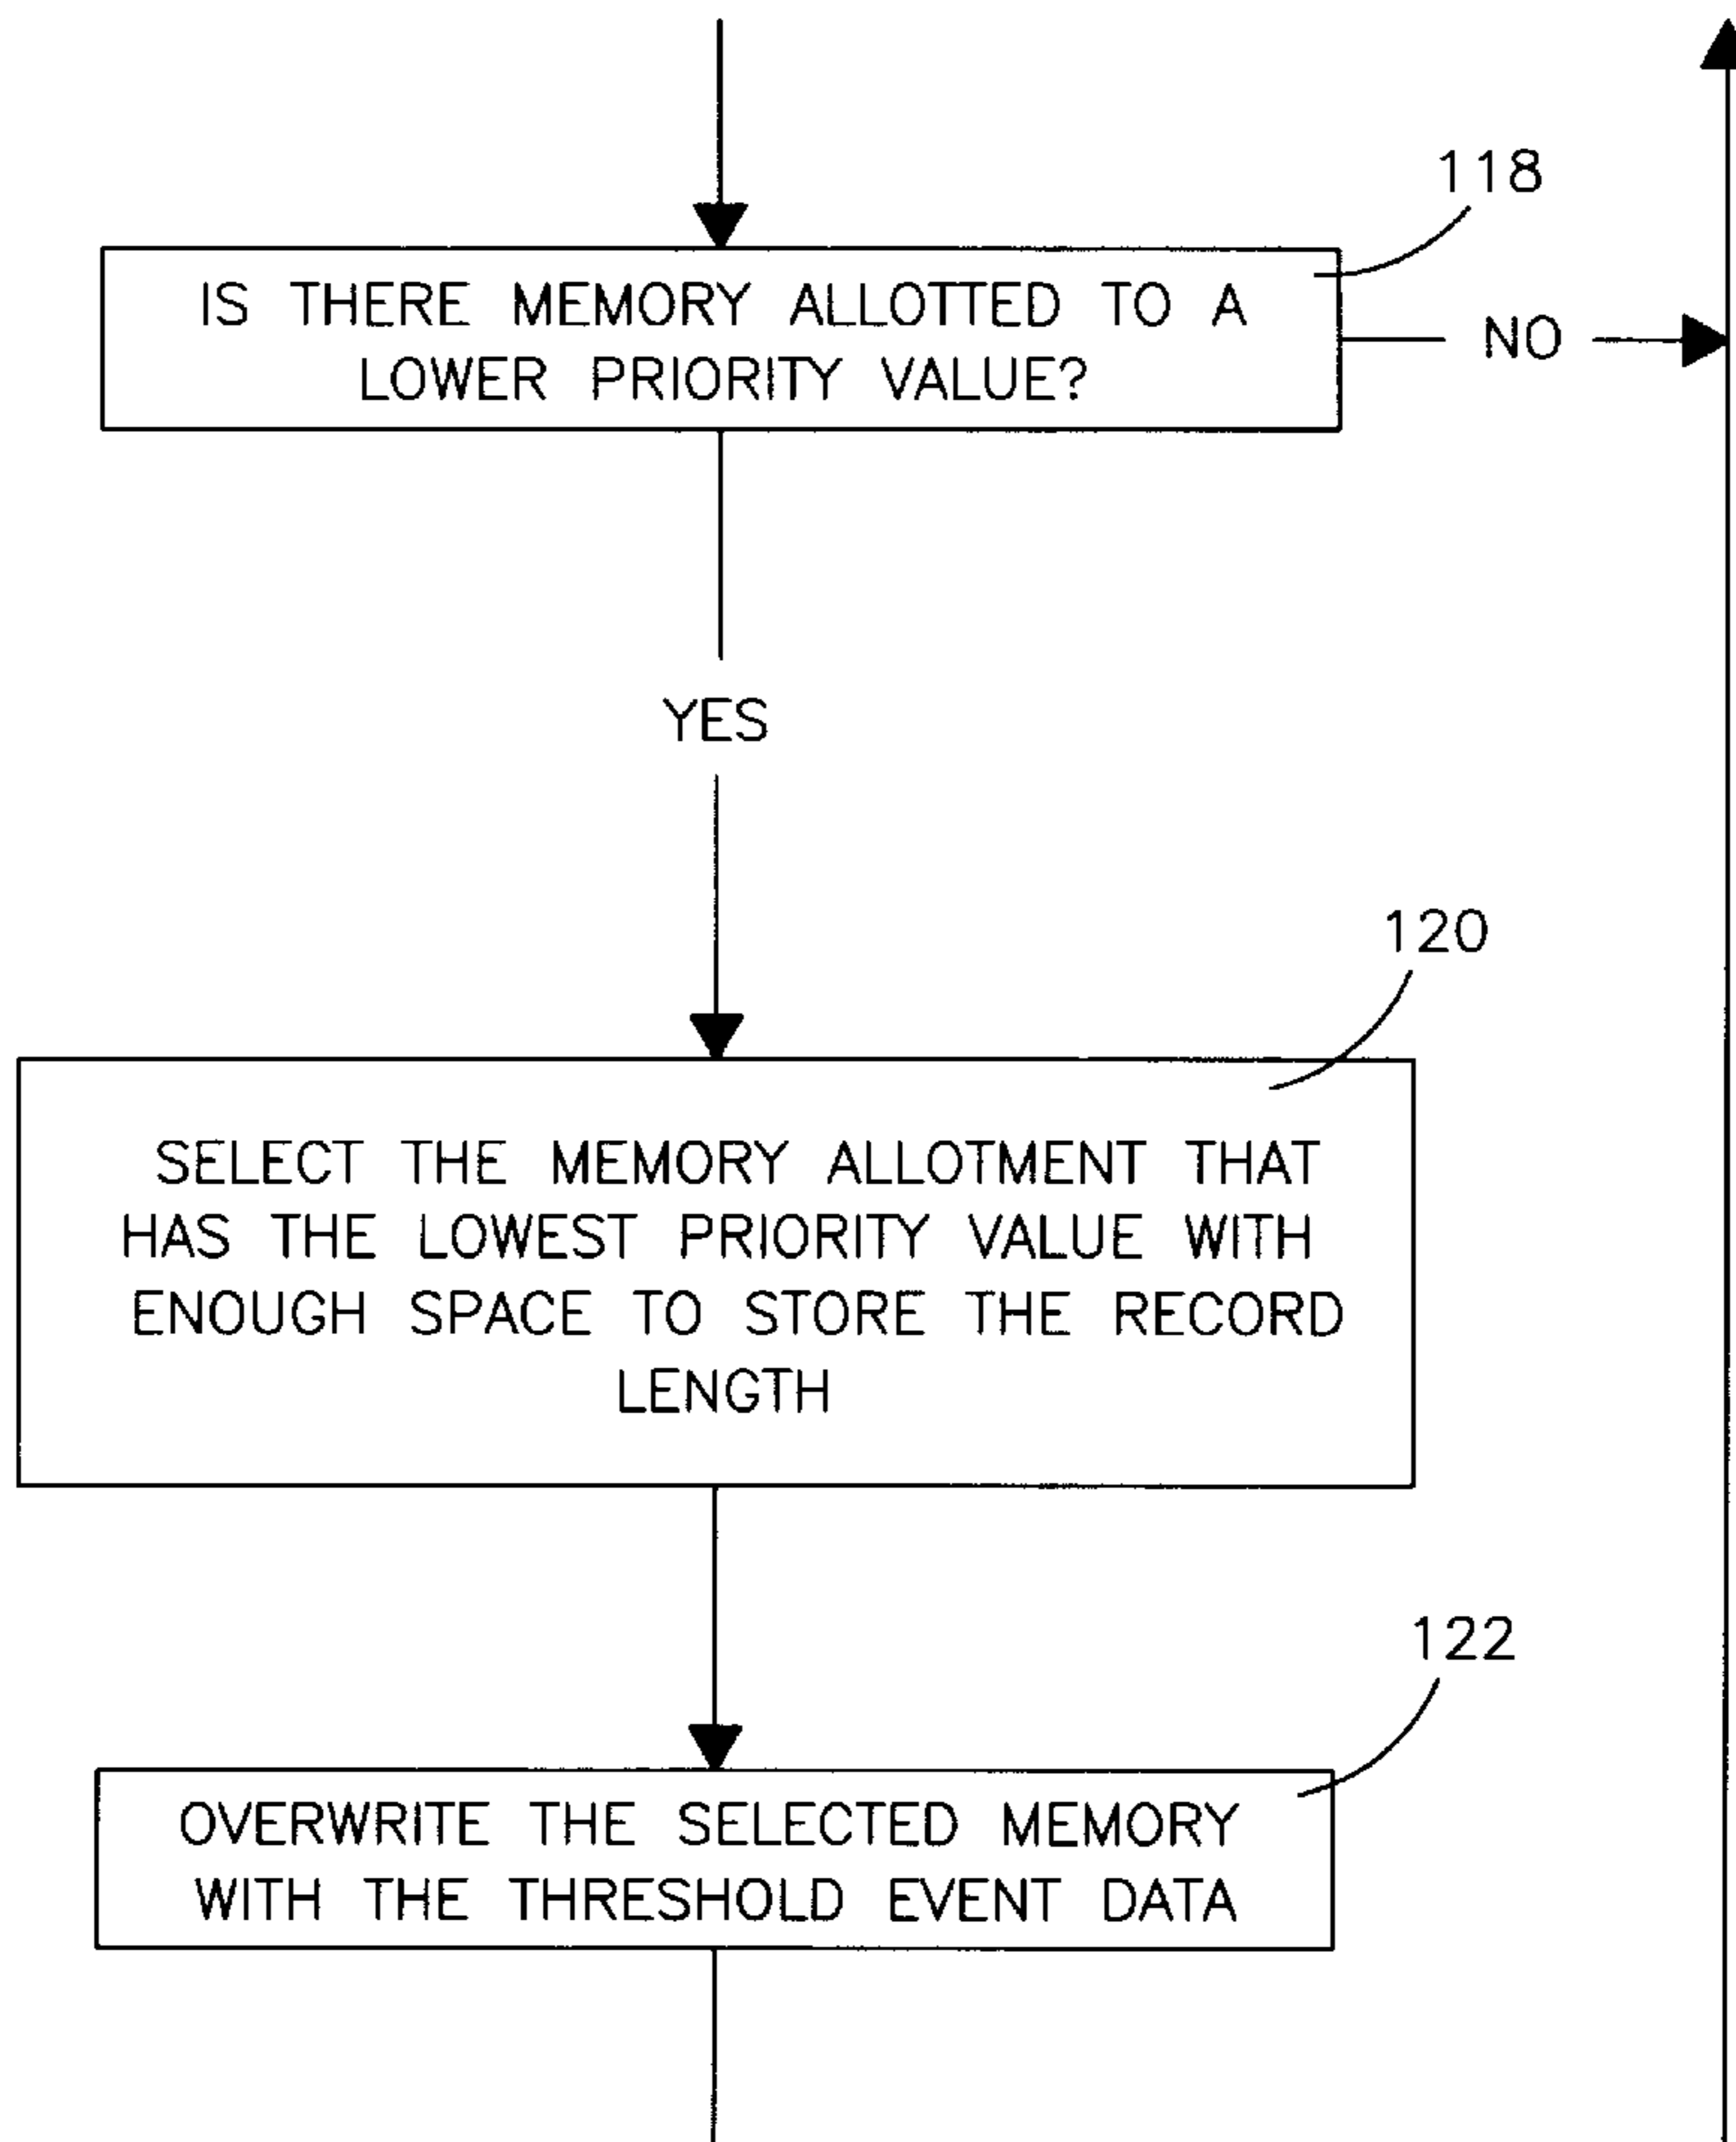 118
IS THERE MEMORY ALLOTTED TO A
LOWER PRIORITY VALUE?
NO
YES
120
SELECT THE MEMORY ALLOTMENT THAT
HAS THE LOWEST PRIORITY VALUE WITH
ENOUGH SPACE TO STORE THE RECORD
LENGTH
122
OVERWRITE THE SELECTED MEMORY
WITH THE THRESHOLD EVENT DATA